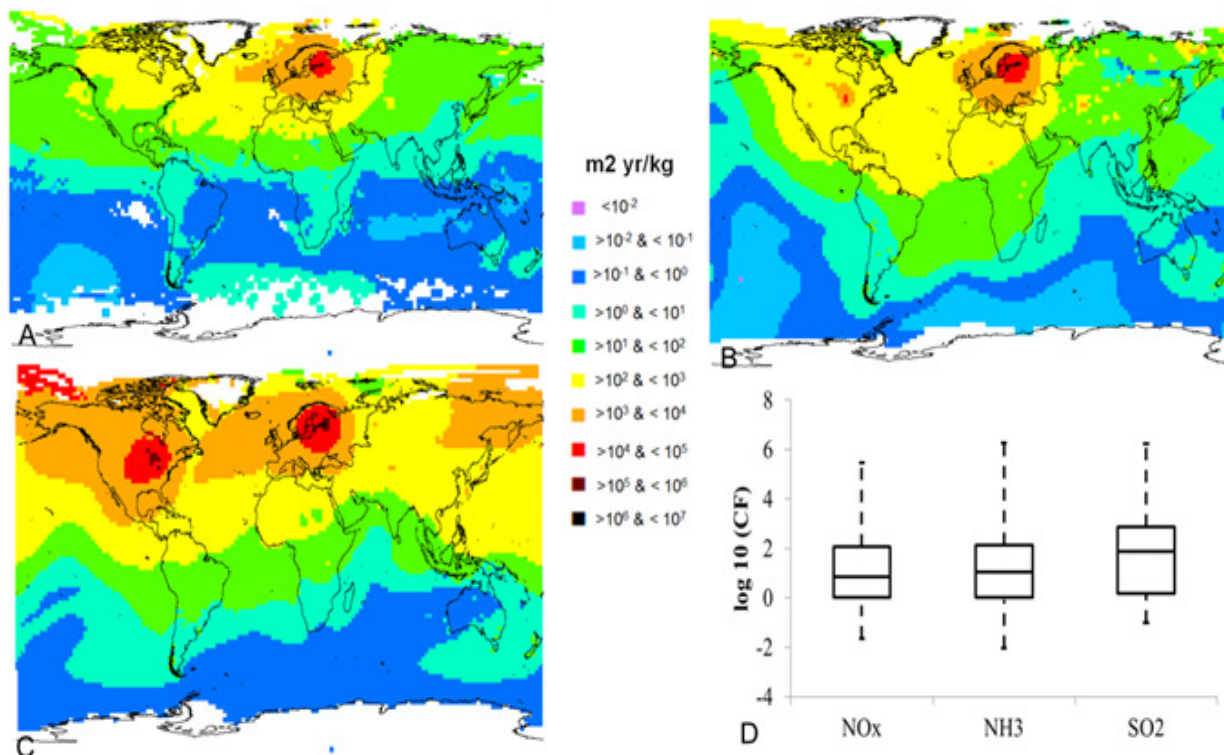 A
B
m2 yr/kg
<10⁻²
>10⁻² & < 10⁻¹
>10⁻¹ & < 10⁰
>10⁰ & < 10¹
>10¹ & < 10²
>10² & < 10³
>10³ & < 10⁴
>10⁴ & < 10⁵
>10⁵ & < 10⁶
>10⁶ & < 10⁷
C
log 10 (CF)
8
6
4
2
0
-2
-4
D
NOx
NH3
SO2